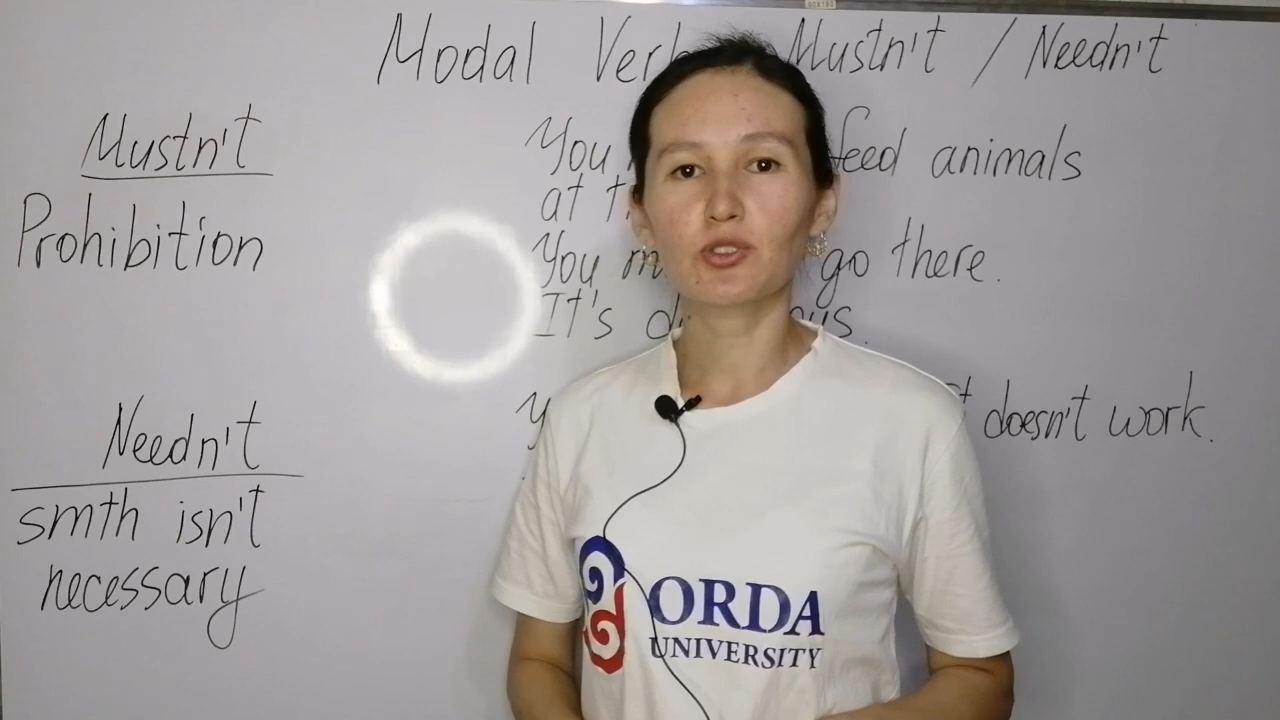 Modal Mustn't / Needn't
Mustn't
Prohibition
You feed animals
at
You go there.
It's
Needn't
smth isn't
necessary
doesn't work.
ORDA
UNIVERSITY